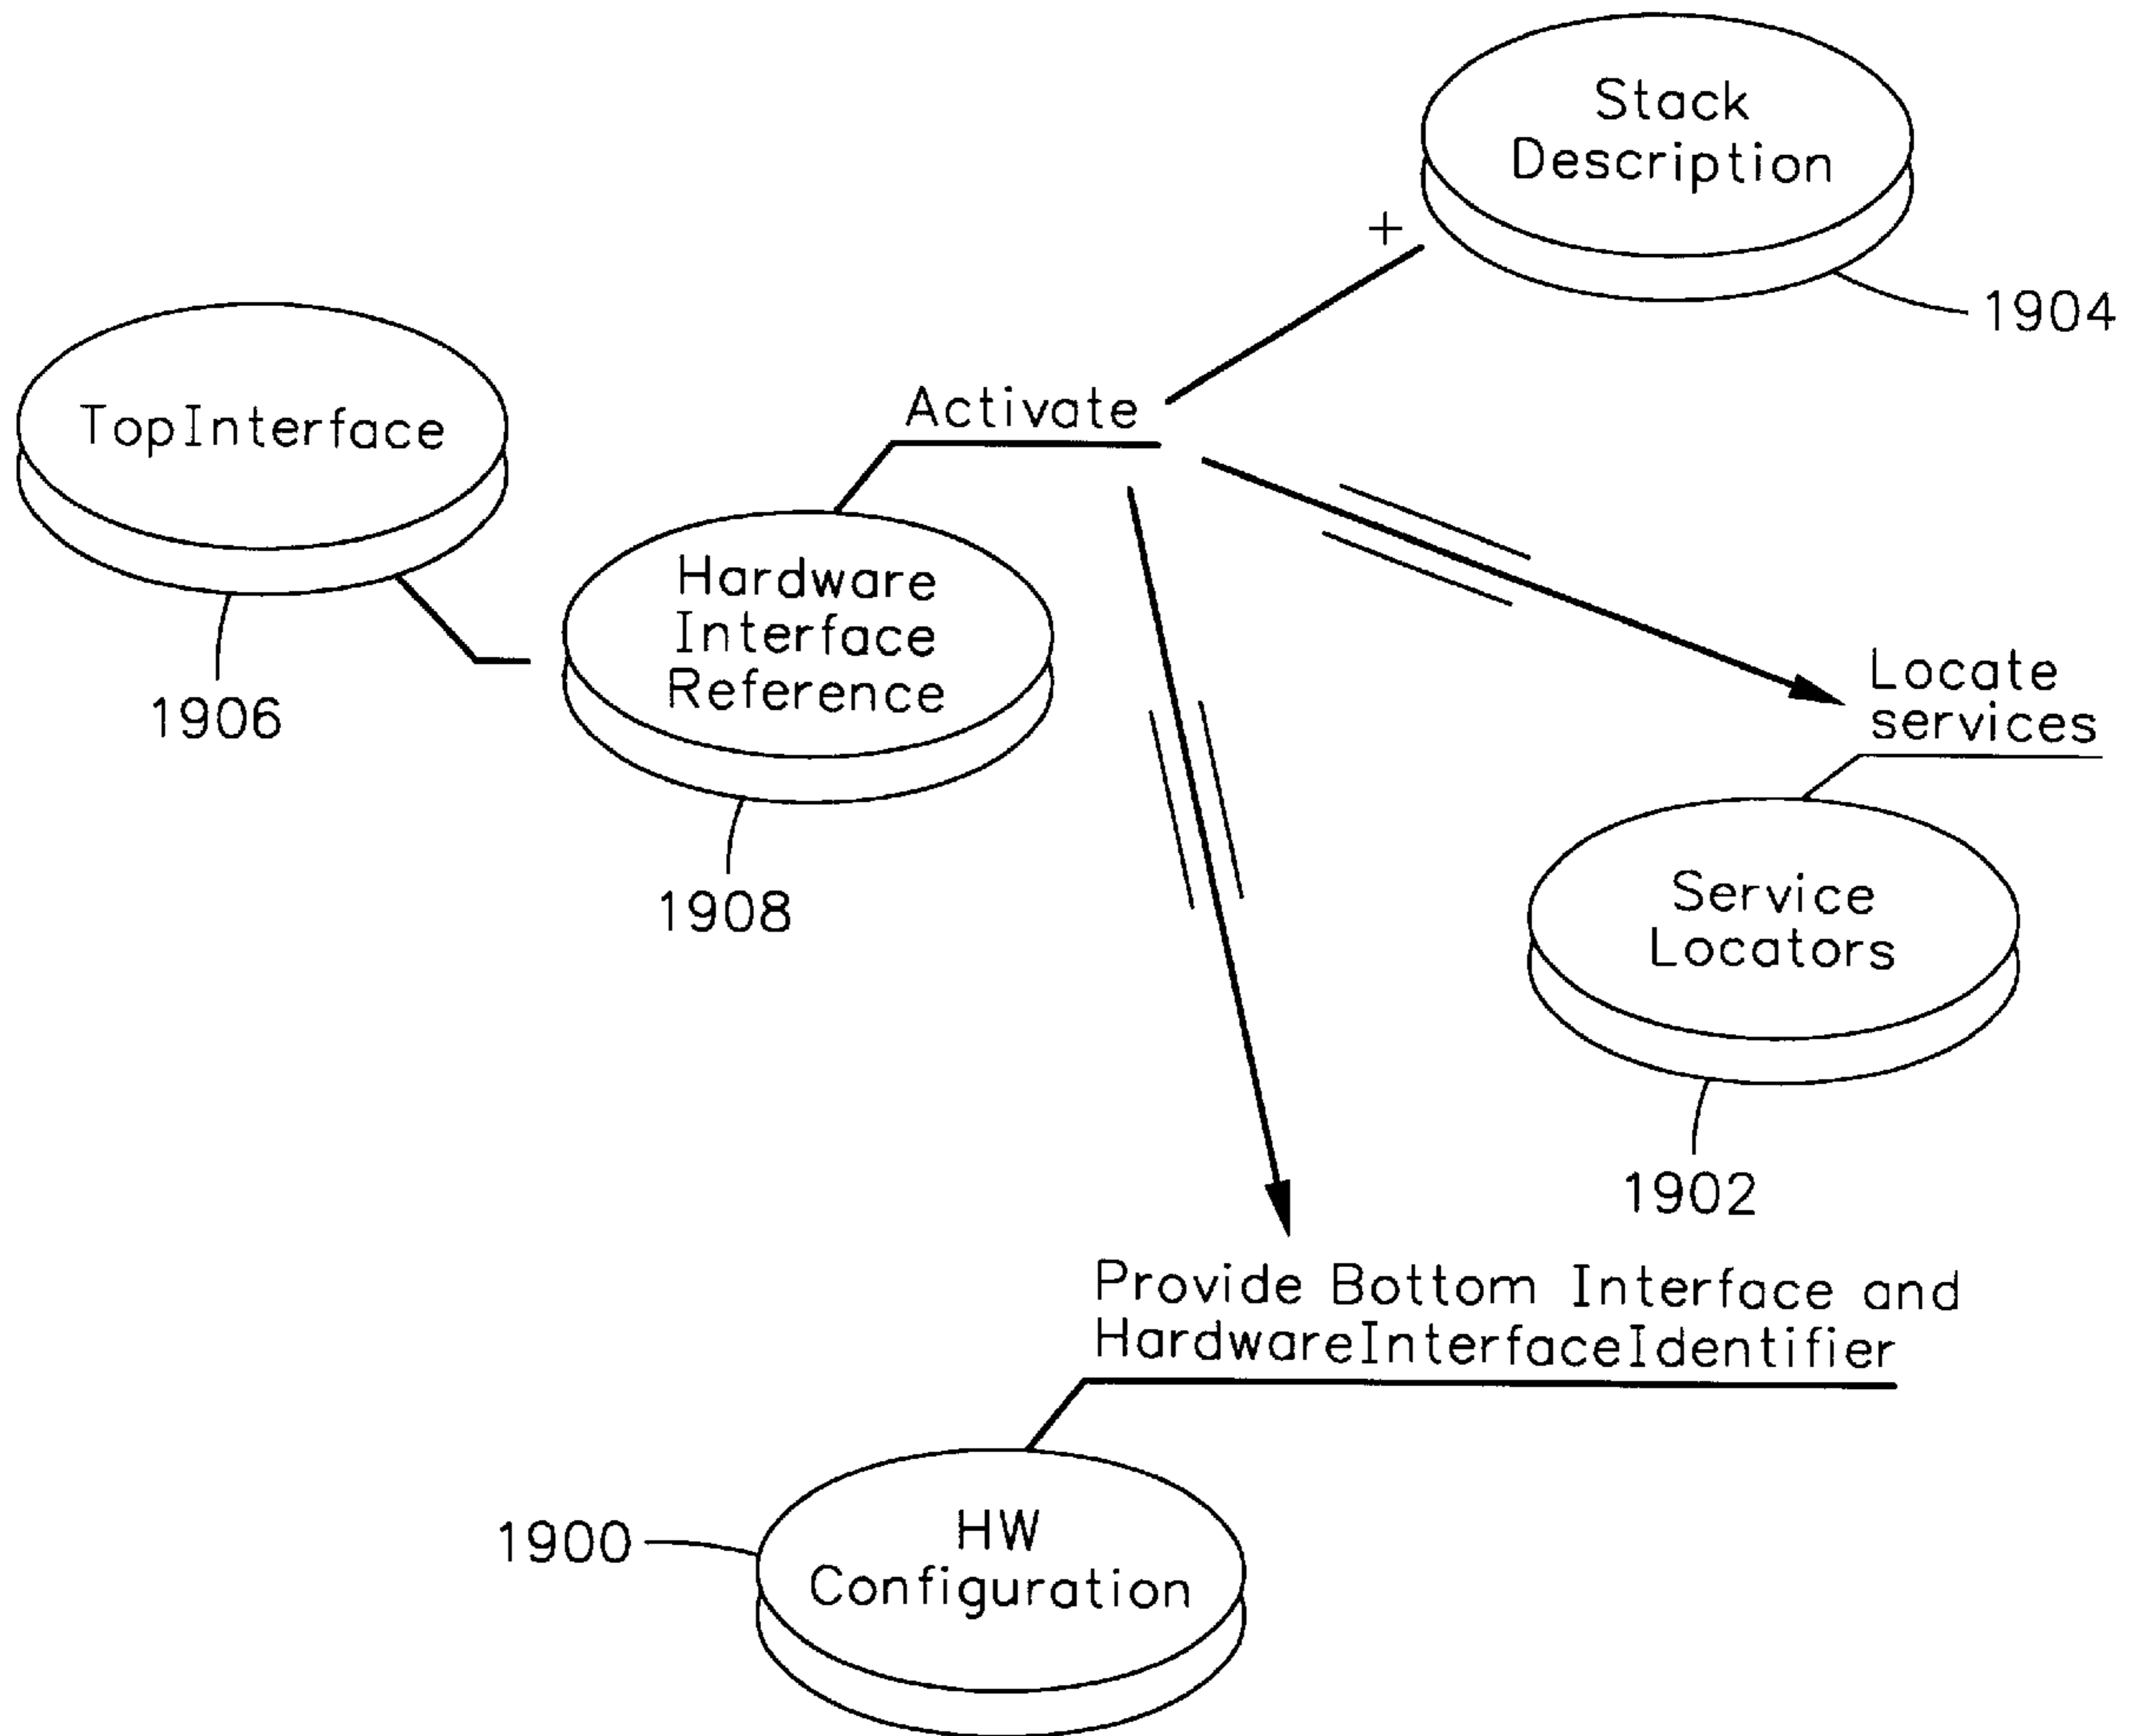 Stack
Description
+
1904
TopInterface
1906
Activate
Hardware
Interface
Reference
1908
Locate
services
Service
Locators
1902
Provide Bottom Interface and
HardwareInterfaceIdentifier
1900
HW
Configuration